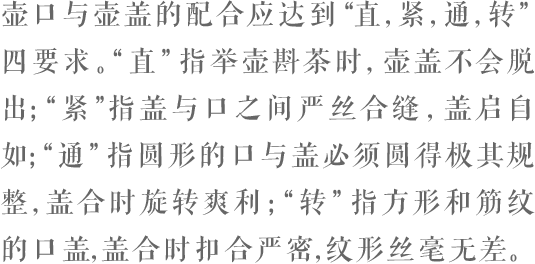 壶口与壶盖的配合应达到“直，紧，通，转”
四要求。“直”指举壶斟茶时，壶盖不会脱
出；“紧”指盖与口之间严丝合缝，盖启自
如；“通”指圆形的口与盖必须圆得极其规
整，盖合时旋转爽利；“转”指方形和筋纹
的口盖，盖合时扣合严密，纹形丝毫无差。